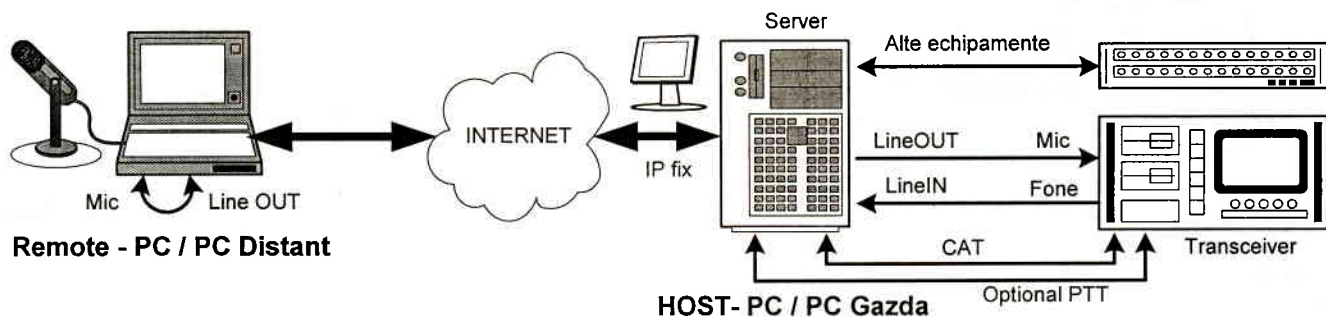 Server
Alte echipamente
INTERNET
IP fix
LineOUT
Mic
LineIN
Fone
Mic
Line OUT
CAT
Transceiver
Optional PTT
Remote - PC / PC Distant
HOST- PC / PC Gazda